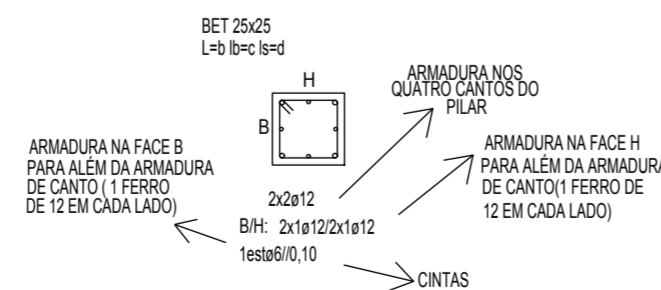 BET 25x25
L=b lb=c ls=d
H
B
ARMADURA NOS
QUATRO CANTOS DO
PILAR
ARMADURA NA FACE B
PARA ALÉM DA ARMADURA
DE CANTO ( 1 FERRO
DE 12 EM CADA LADO)
ARMADURA NA FACE H
PARA ALÉM DA ARMADURA
DE CANTO(1 FERRO DE
12 EM CADA LADO)
2x2ø12
B/H: 2x1ø12/2x1ø12
1estø6//0,10
CINTAS